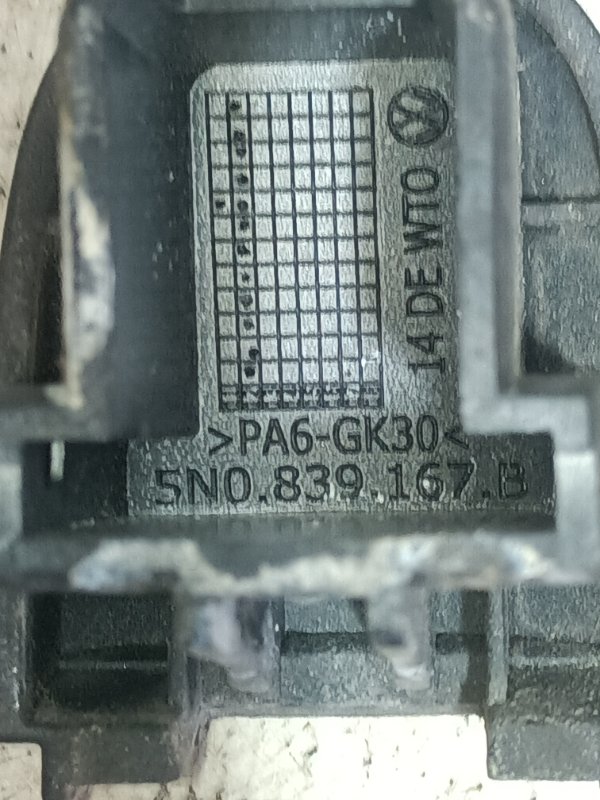 14 DE WTO
>PA6-GK30<
5N0.839.167.B